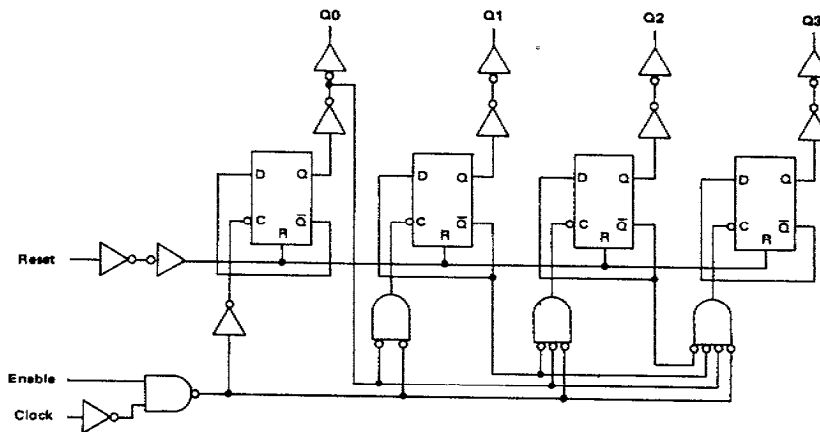 Q0 Q1 Q2 Q3
D Q D Q D Q D Q
C Q̅ C Q̅ C Q̅ C Q̅
R R R R
Reset
Enable
Clock